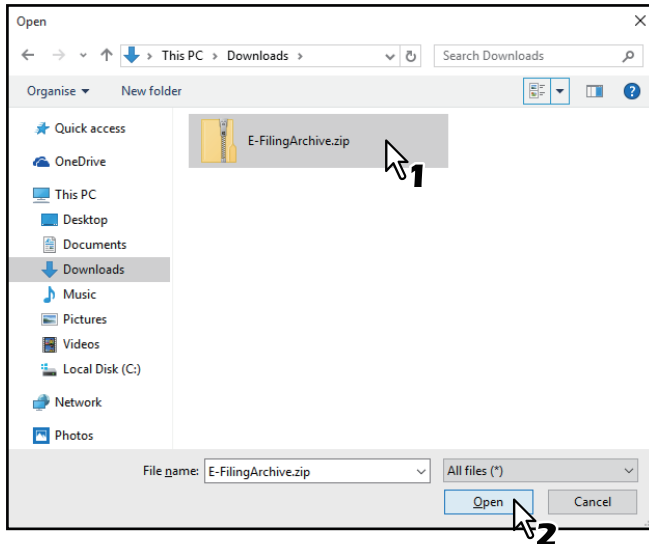 Open
This PC > Downloads >
Search Downloads
Organise
New folder
Quick access
OneDrive
This PC
Desktop
Documents
Downloads
Music
Pictures
Videos
Local Disk (C:)
Network
Photos
E-FilingArchive.zip
1
File name: E-FilingArchive.zip
All files (*)
Open
Cancel
2